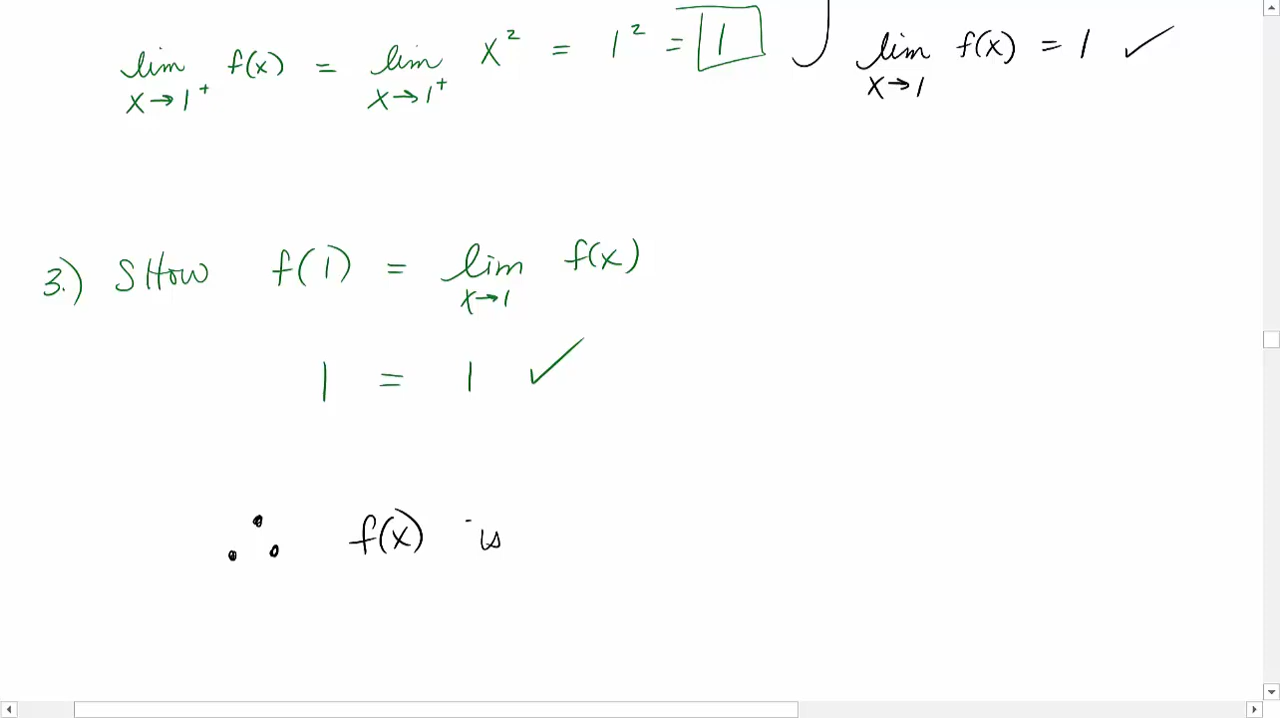 lim f(x) = lim x² = 1² = 1 lim f(x) = 1 ✓
x→1⁺ x→1⁺ x→1
3.) SHOW f(1) = lim f(x)
x→1
1 = 1 ✓
∴ f(x) is